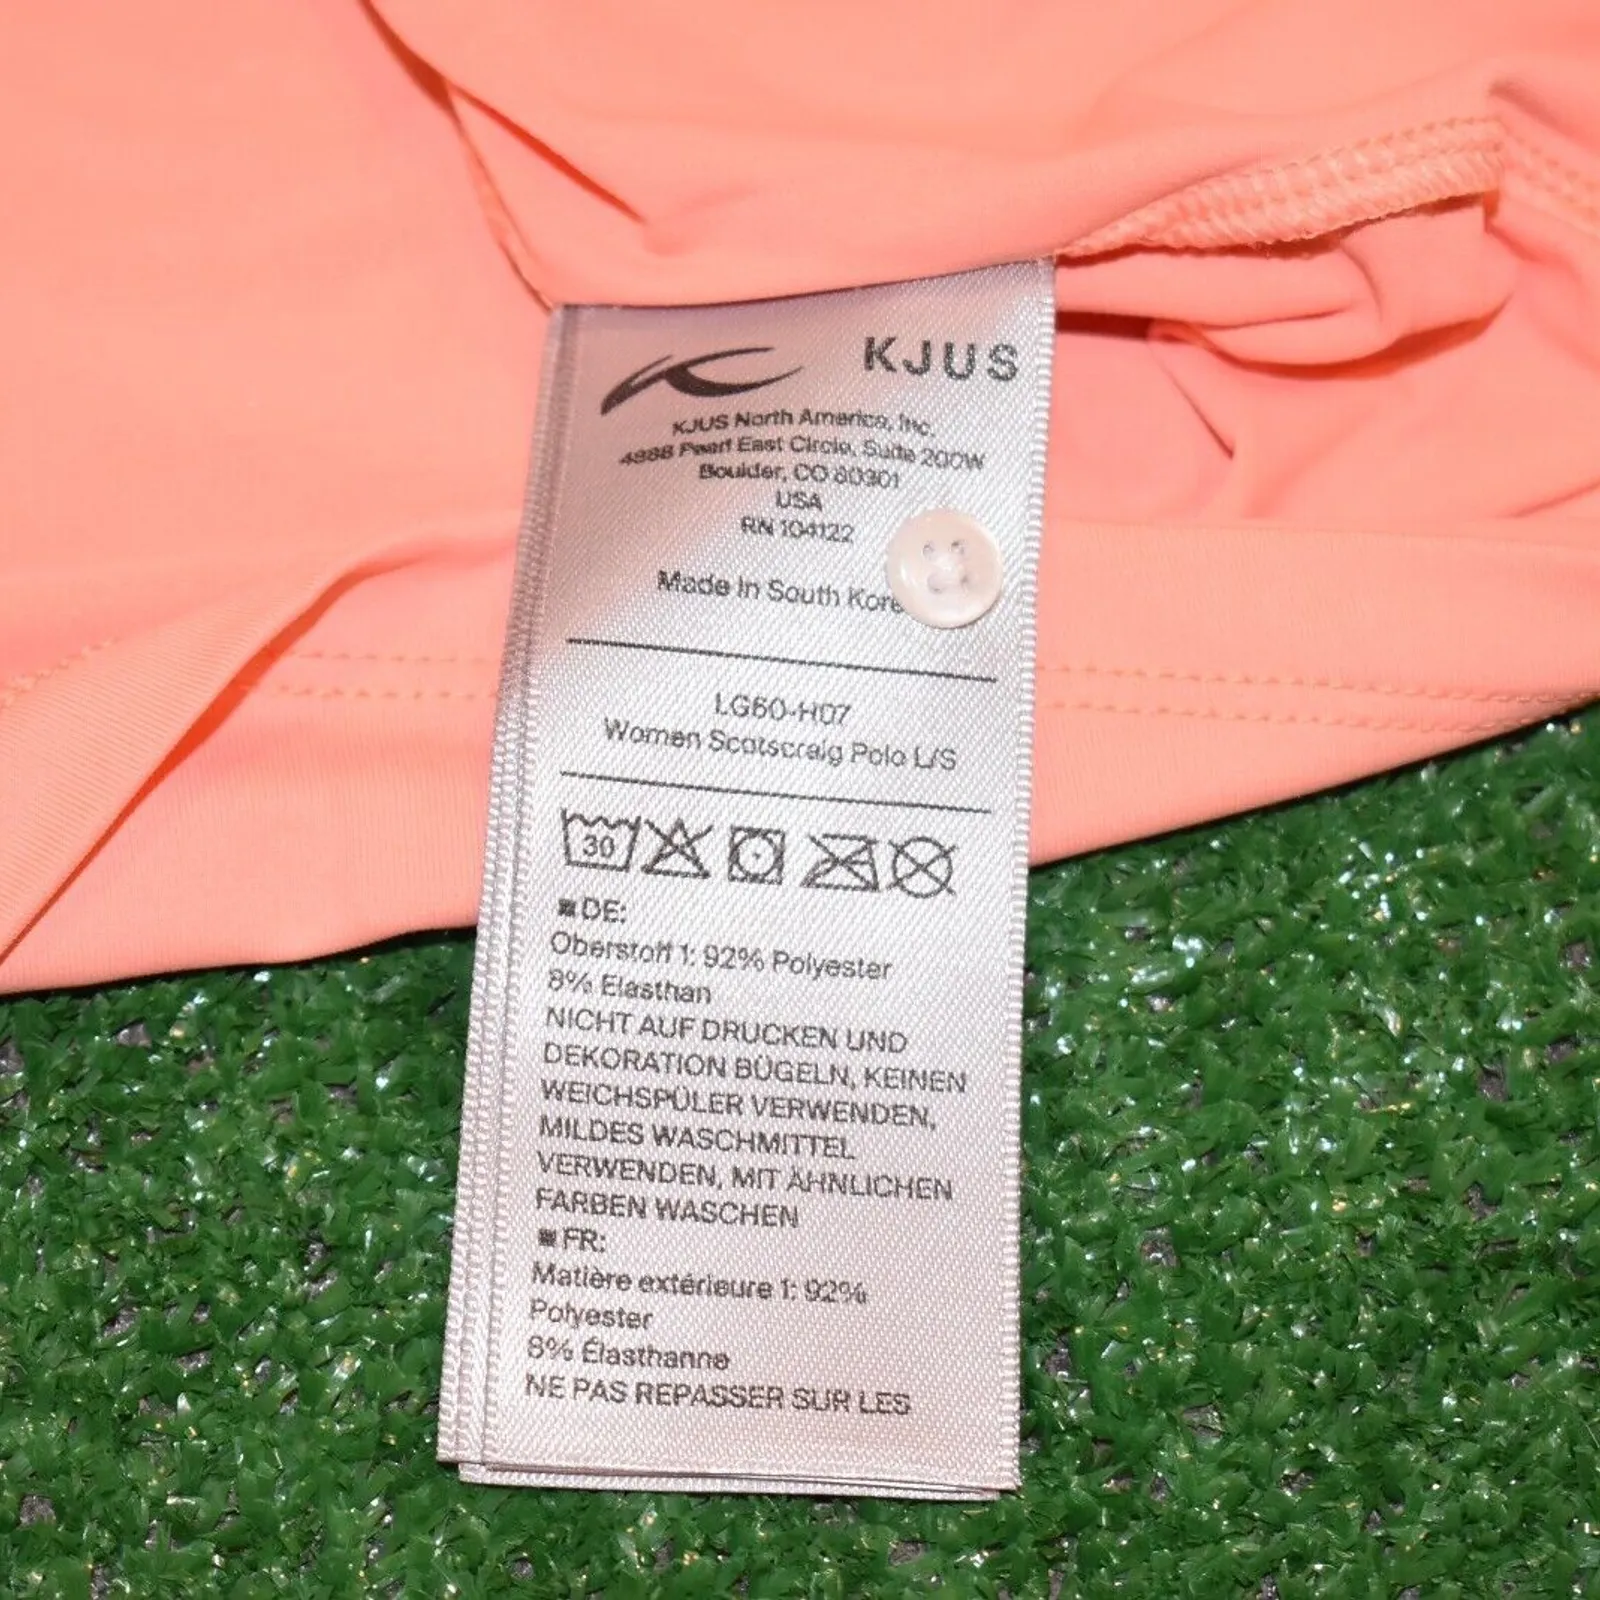 KJUS
KJUS North America, Inc.
4888 Pearl East Circle, Suite 200W
Boulder, CO 80301
USA
RN 104122
Made in South Kore
LG60-H07
Women Scotscraig Polo L/S
30
DE:
Oberstoff 1: 92% Polyester
8% Elasthan
NICHT AUF DRUCKEN UND
DEKORATION BÜGELN, KEINEN
WEICHSPÜLER VERWENDEN,
MILDES WASCHMITTEL
VERWENDEN, MIT ÄHNLICHEN
FARBEN WASCHEN
FR:
Matière extérieure 1: 92%
Polyester
8% Élasthanne
NE PAS REPASSER SUR LES